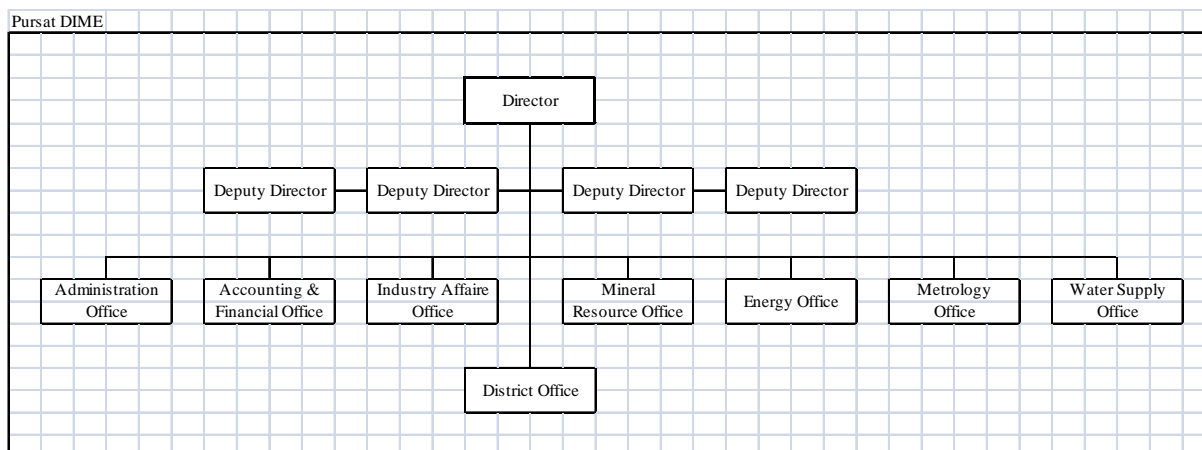 Pursat DIME
Director
Deputy Director
Deputy Director
Deputy Director
Deputy Director
Administration
Office
Accounting &
Financial Office
Industry Affaire
Office
Mineral
Resource Office
Energy Office
Metrology
Office
Water Supply
Office
District Office